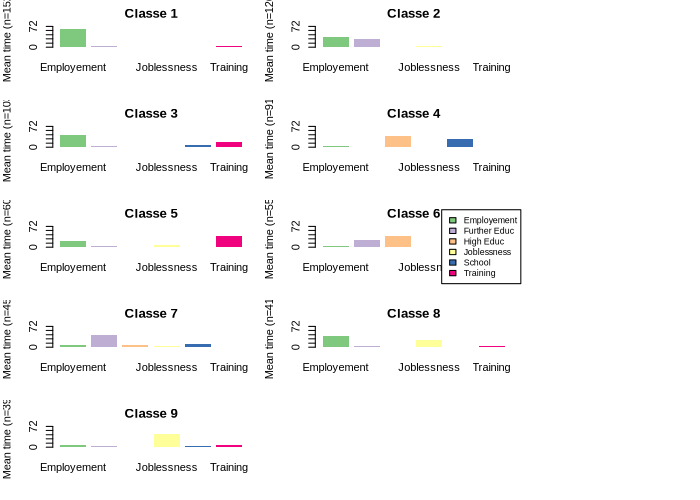 Classe 1
Mean time (n=15
72
0
Employement Joblessness Training
Classe 2
Mean time (n=12
72
0
Employement Joblessness Training
Classe 3
Mean time (n=10
72
0
Employement Joblessness Training
Classe 4
Mean time (n=91
72
0
Employement Joblessness Training
Classe 5
Mean time (n=60
72
0
Employement Joblessness Training
Classe 6
Mean time (n=55
72
0
Employement Joblessn
Employement
Further Educ
High Educ
Joblessness
School
Training
Classe 7
Mean time (n=45
72
0
Employement Joblessness Training
Classe 8
Mean time (n=41
72
0
Employement Joblessness Training
Classe 9
Mean time (n=39
72
0
Employement Joblessness Training